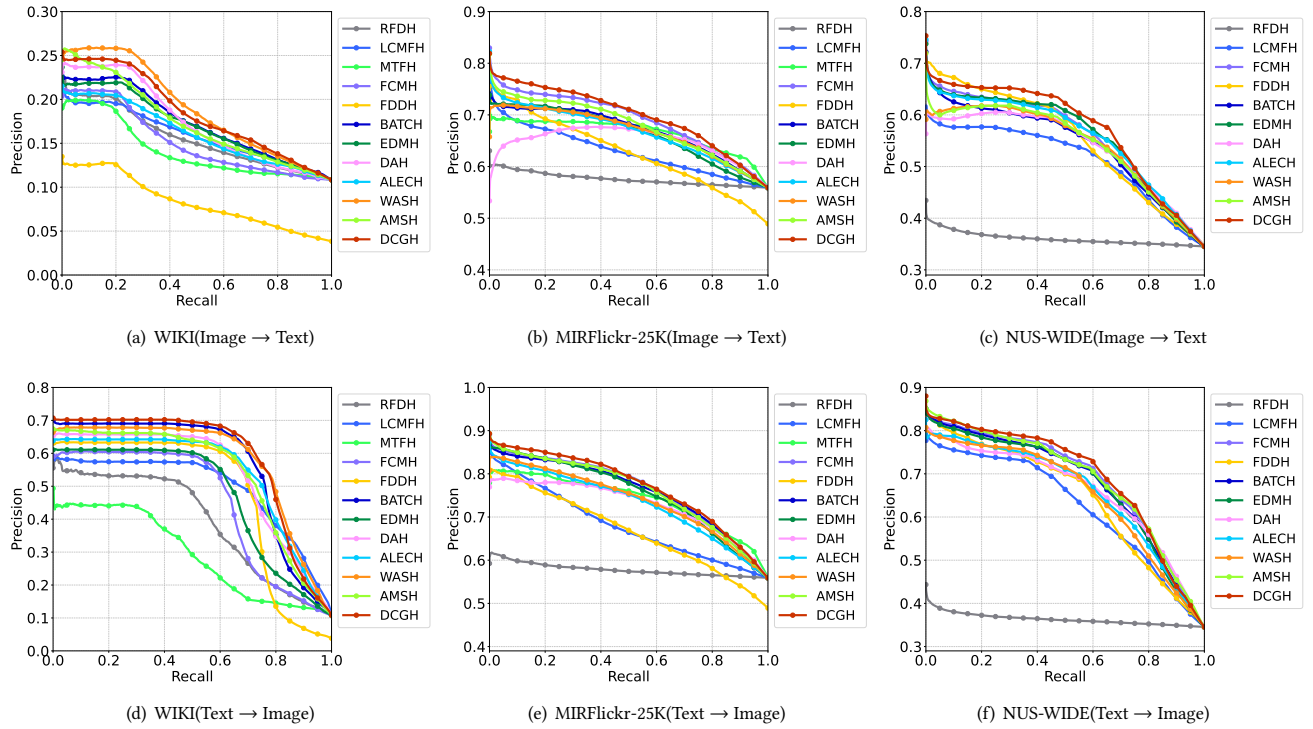 0.30
0.25
0.20
0.15
0.10
0.05
0.00
0.0 0.2 0.4 0.6 0.8 1.0
Precision
Recall
RFDH
LCMFH
MTFH
FCMH
FDDH
BATCH
EDMH
DAH
ALECH
WASH
AMSH
DCGH
(a) WIKI(Image → Text)
0.9
0.8
0.7
0.6
0.5
0.4
0.0 0.2 0.4 0.6 0.8 1.0
Precision
Recall
RFDH
LCMFH
MTFH
FCMH
FDDH
BATCH
EDMH
DAH
ALECH
WASH
AMSH
DCGH
(b) MIRFlickr-25K(Image → Text)
0.8
0.7
0.6
0.5
0.4
0.3
0.0 0.2 0.4 0.6 0.8 1.0
Precision
Recall
RFDH
LCMFH
FCMH
FDDH
BATCH
EDMH
DAH
ALECH
WASH
AMSH
DCGH
(c) NUS-WIDE(Image → Text
0.8
0.7
0.6
0.5
0.4
0.3
0.2
0.1
0.0
0.0 0.2 0.4 0.6 0.8 1.0
Precision
Recall
RFDH
LCMFH
MTFH
FCMH
FDDH
BATCH
EDMH
DAH
ALECH
WASH
AMSH
DCGH
(d) WIKI(Text → Image)
1.0
0.9
0.8
0.7
0.6
0.5
0.4
0.0 0.2 0.4 0.6 0.8 1.0
Precision
Recall
RFDH
LCMFH
MTFH
FCMH
FDDH
BATCH
EDMH
DAH
ALECH
WASH
AMSH
DCGH
(e) MIRFlickr-25K(Text → Image)
0.9
0.8
0.7
0.6
0.5
0.4
0.3
0.0 0.2 0.4 0.6 0.8 1.0
Precision
Recall
RFDH
LCMFH
FCMH
FDDH
BATCH
EDMH
DAH
ALECH
WASH
AMSH
DCGH
(f) NUS-WIDE(Text → Image)